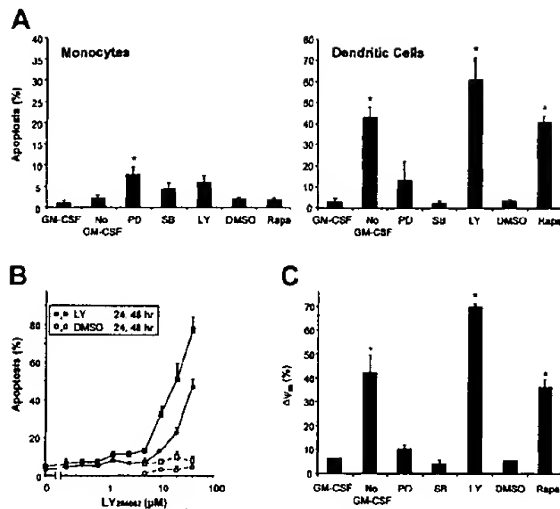 A
Monocytes
Dendritic Cells
Apoptosis (%)
40
35
30
25
20
15
10
5
0
*
GM-CSF No GM-CSF PD SB LY DMSO Rapa
70
60
50
40
30
20
10
0
* * *
GM-CSF No GM-CSF PD SB LY DMSO Rapa
B
LY 24, 48 hr
DMSO 24, 48 hr
Apoptosis (%)
80
60
40
20
0
0 1 10 100
(µM)
C
ΔΨm (%)
70
60
50
40
30
20
10
0
* * *
GM-CSF No GM-CSF PD SB LY DMSO Rapa